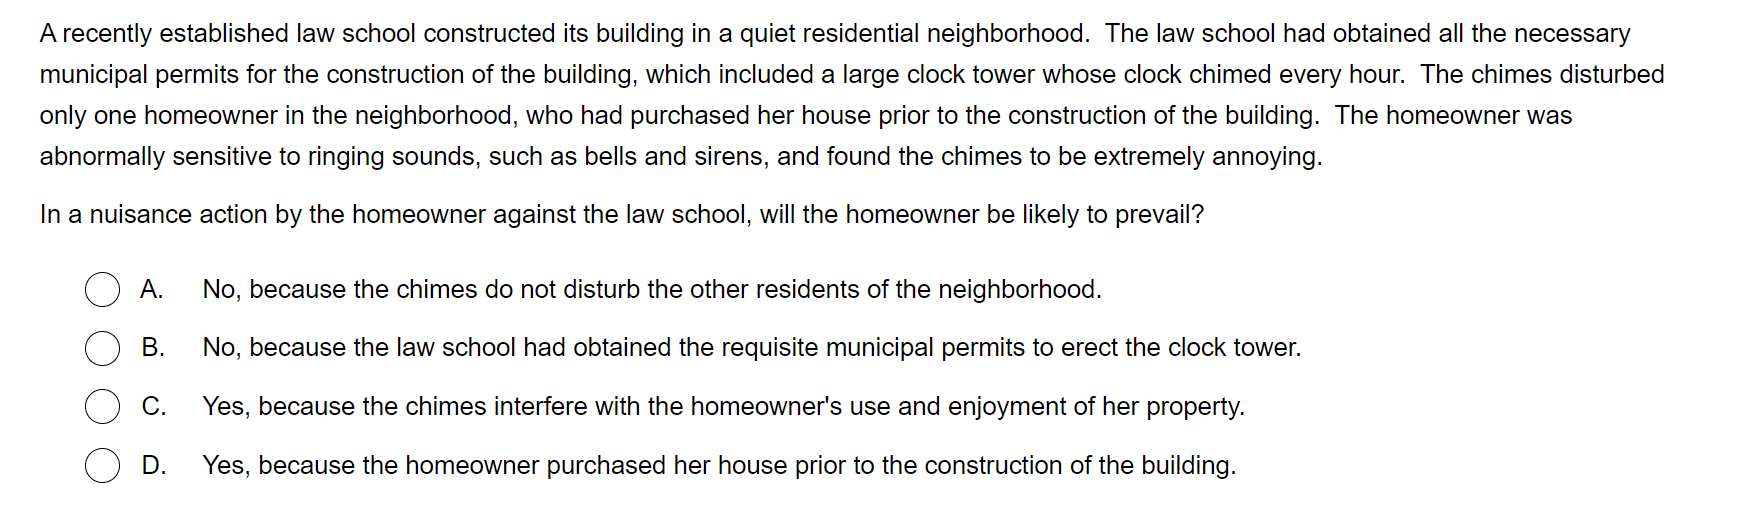 A recently established law school constructed its building in a quiet residential neighborhood.  The law school had obtained all the necessary
municipal permits for the construction of the building, which included a large clock tower whose clock chimed every hour.  The chimes disturbed
only one homeowner in the neighborhood, who had purchased her house prior to the construction of the building.  The homeowner was
abnormally sensitive to ringing sounds, such as bells and sirens, and found the chimes to be extremely annoying.
In a nuisance action by the homeowner against the law school, will the homeowner be likely to prevail?
A. No, because the chimes do not disturb the other residents of the neighborhood.
B. No, because the law school had obtained the requisite municipal permits to erect the clock tower.
C. Yes, because the chimes interfere with the homeowner's use and enjoyment of her property.
D. Yes, because the homeowner purchased her house prior to the construction of the building.